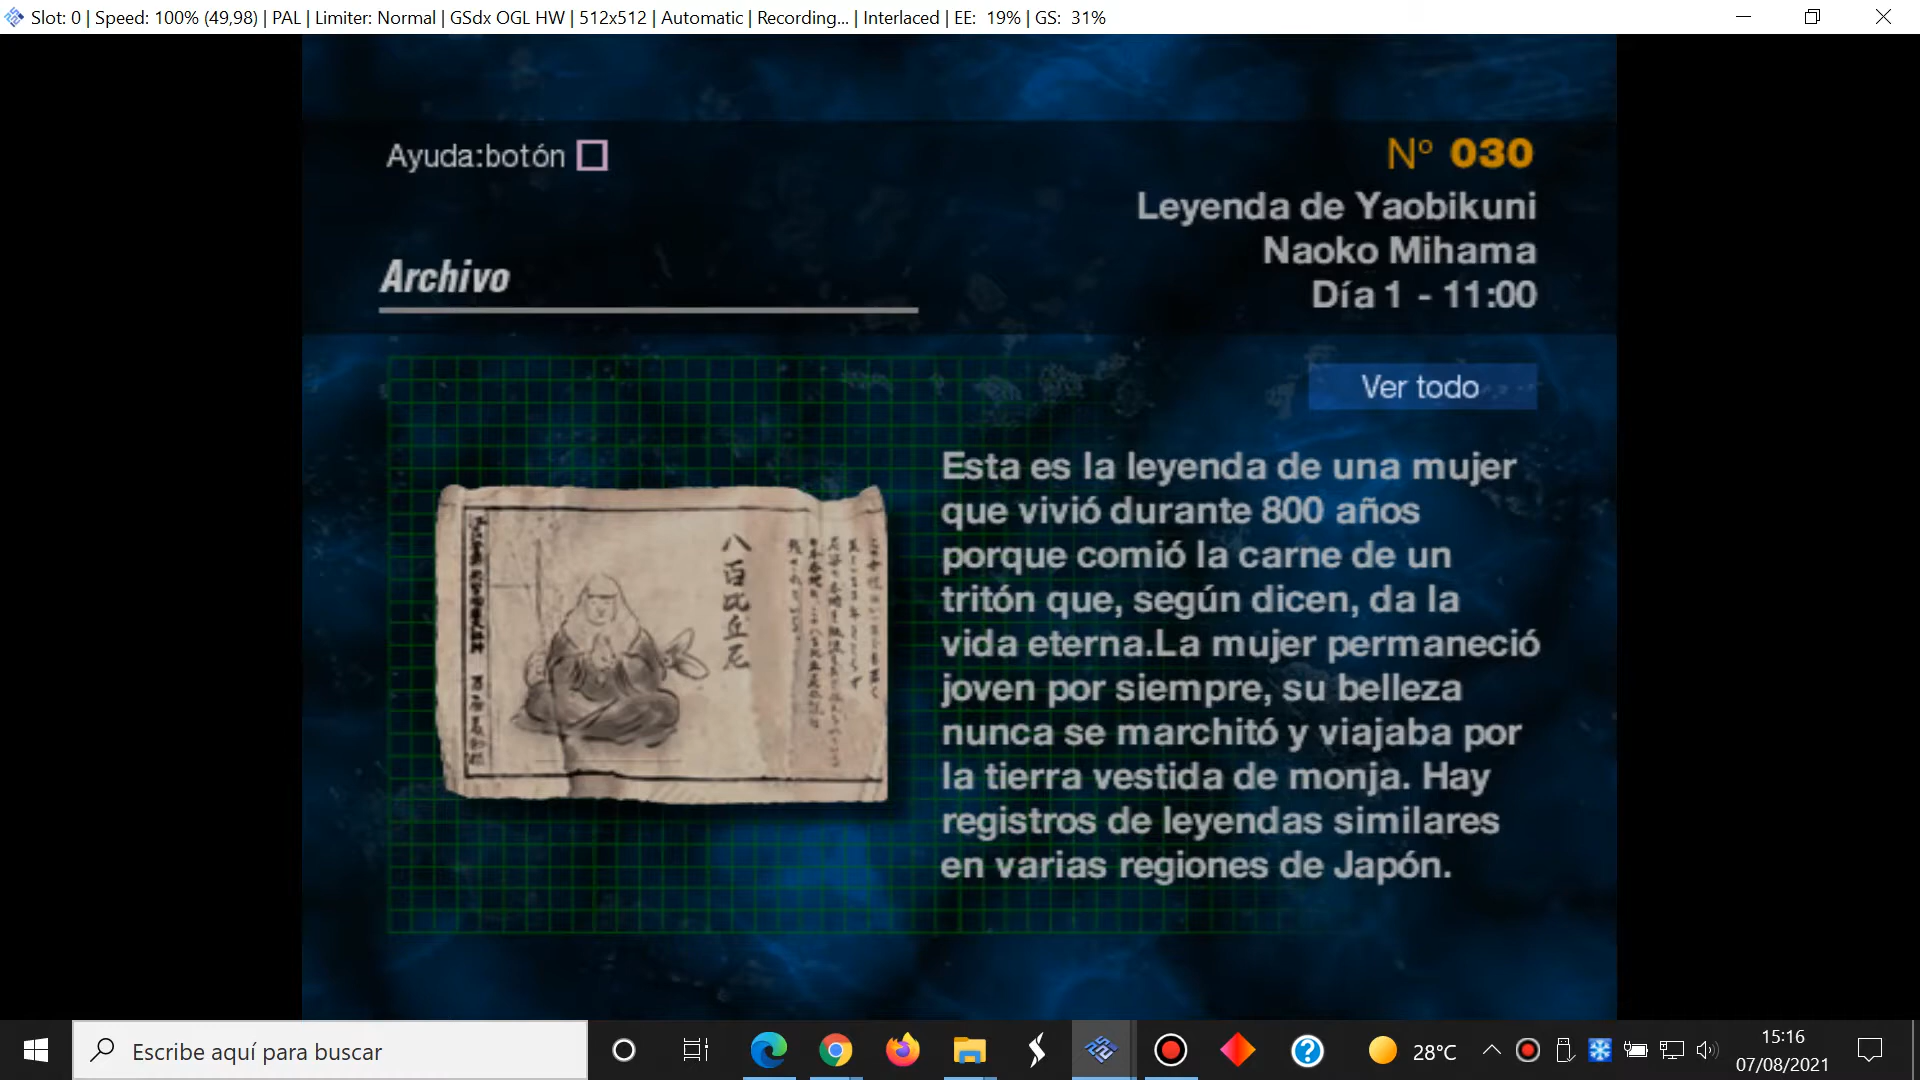 Slot: 0 | Speed: 100% (49,98) | PAL | Limiter: Normal | GSdx OGL HW | 512x512 | Automatic | Recording... | Interlaced | EE:  19% | GS:  31%
Ayuda:botón
Nº 030
Leyenda de Yaobikuni
Naoko Mihama
Día 1 - 11:00
Archivo
Ver todo
Esta es la leyenda de una mujer
que vivió durante 800 años
porque comió la carne de un
tritón que, según dicen, da la
vida eterna.La mujer permaneció
joven por siempre, su belleza
nunca se marchitó y viajaba por
la tierra vestida de monja. Hay
registros de leyendas similares
en varias regiones de Japón.
八百比丘尼
Escribe aquí para buscar
28°C
15:16
07/08/2021